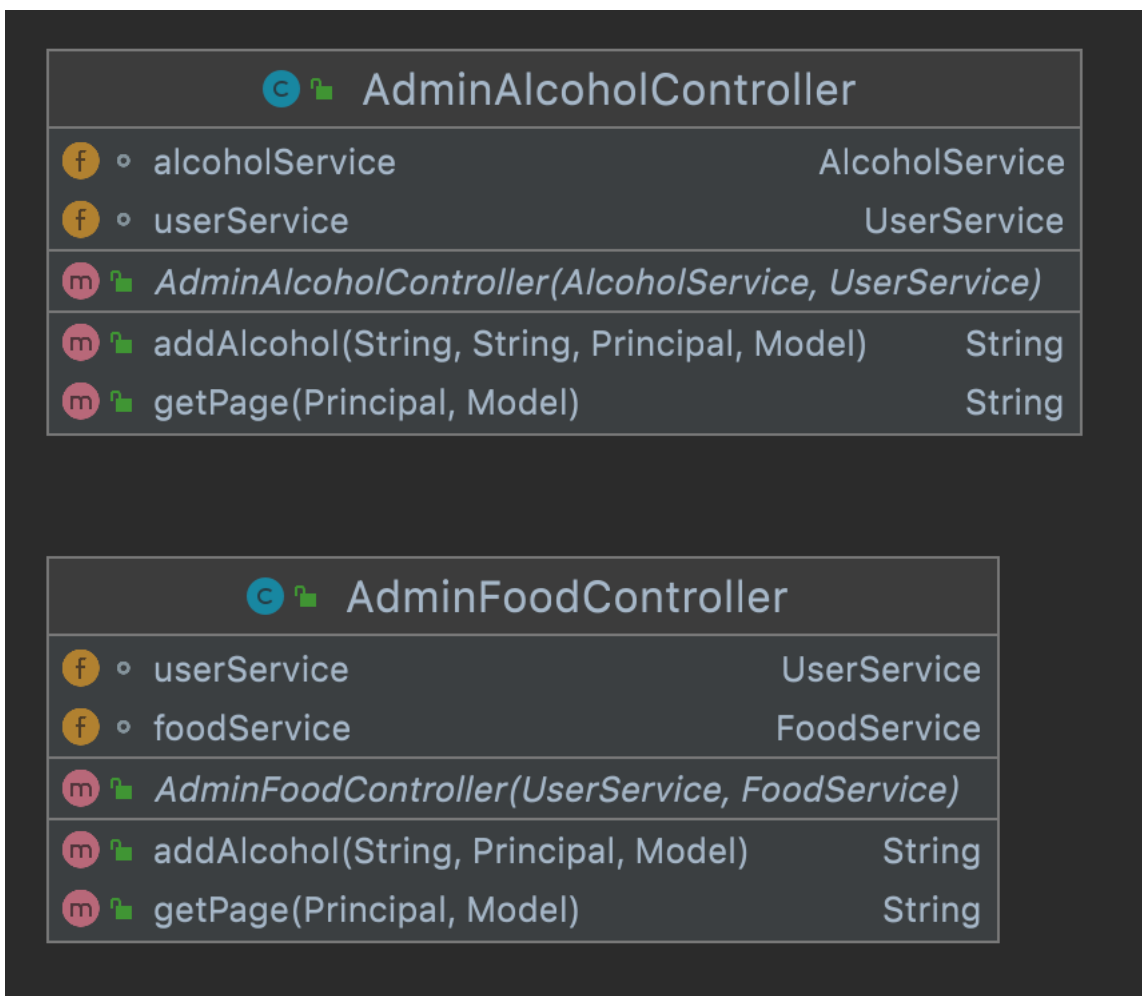 AdminAlcoholController
alcoholService AlcoholService
userService UserService
AdminAlcoholController(AlcoholService, UserService)
addAlcohol(String, String, Principal, Model) String
getPage(Principal, Model) String
AdminFoodController
userService UserService
foodService FoodService
AdminFoodController(UserService, FoodService)
addAlcohol(String, Principal, Model) String
getPage(Principal, Model) String